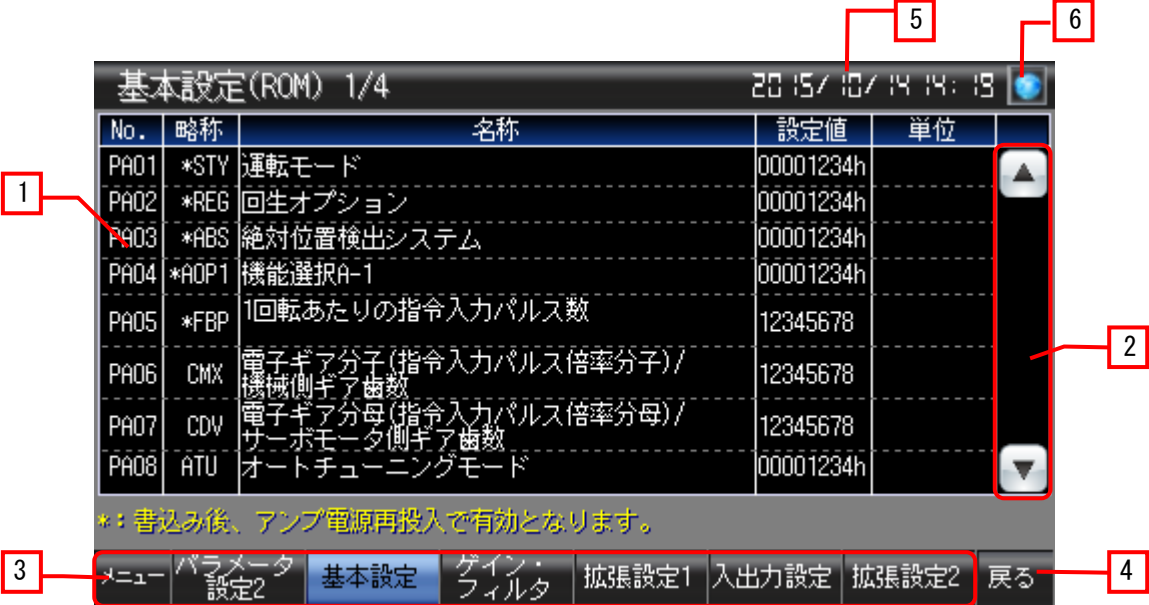 5
6
基本設定(ROM) 1/4 2015/10/14 14:19
No. 略称 名称 設定値 単位
PA01 *STY 運転モード 00001234h
1
PA02 *REG 回生オプション 00001234h
PA03 *ABS 絶対位置検出システム 00001234h
PA04 *AOP1 機能選択A-1 00001234h
PA05 *FBP 1回転あたりの指令入力パルス数 12345678
2
PA06 CMX 電子ギア分子(指令入力パルス倍率分子)/ 12345678
機械側ギア歯数
PA07 CDV 電子ギア分母(指令入力パルス倍率分母)/ 12345678
サーボモータ側ギア歯数
PA08 ATU オートチューニングモード 00001234h
*：書込み後、アンプ電源再投入で有効となります。
3
メニュー パラメータ 基本設定 ゲイン・ 拡張設定1 入出力設定 拡張設定2 戻る
設定2 フィルタ
4